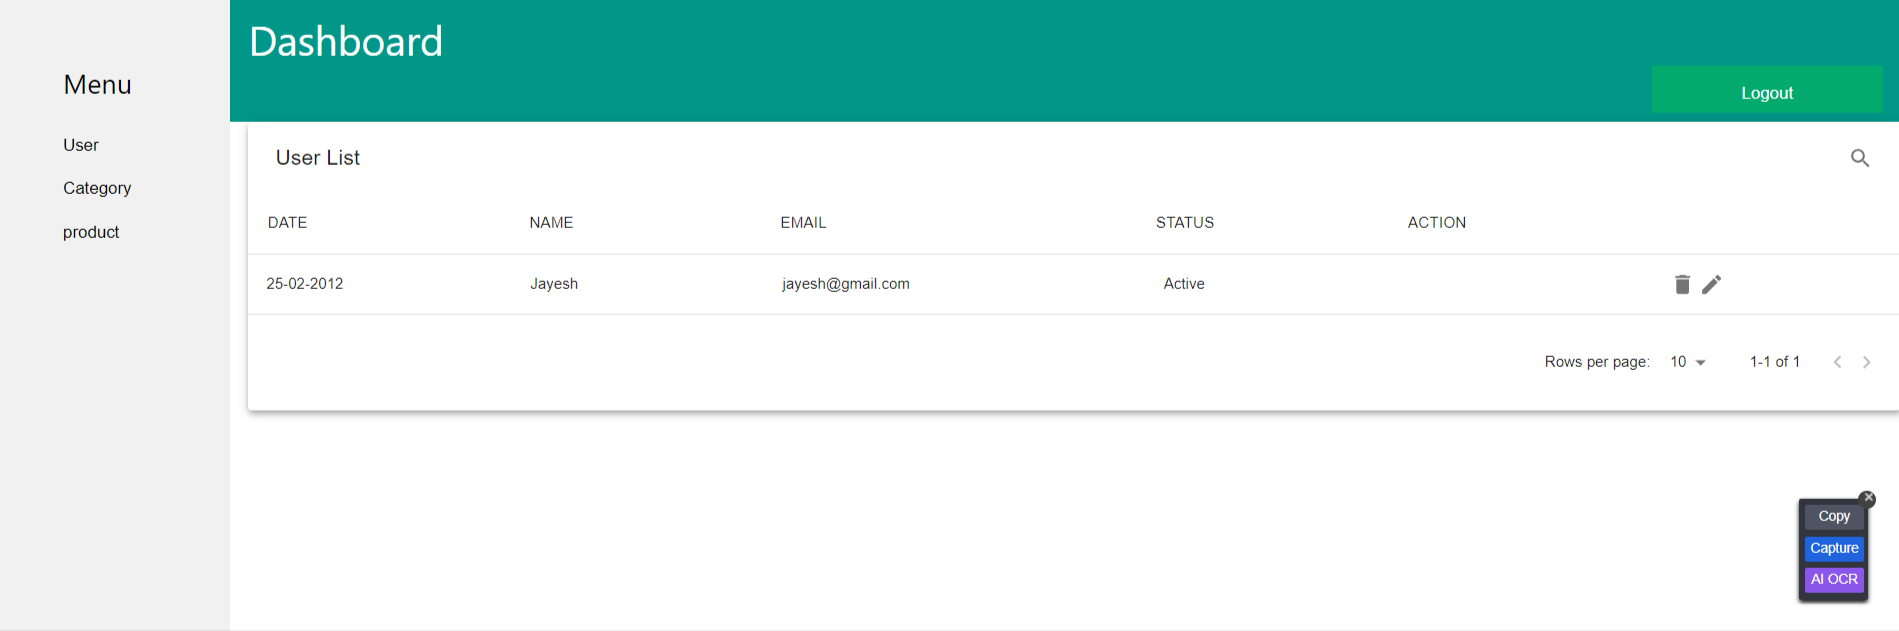 Dashboard
Logout
Menu
User
Category
product
User List
DATE NAME EMAIL STATUS ACTION
25-02-2012 Jayesh jayesh@gmail.com Active
Rows per page: 10 1-1 of 1
Copy
Capture
AI OCR